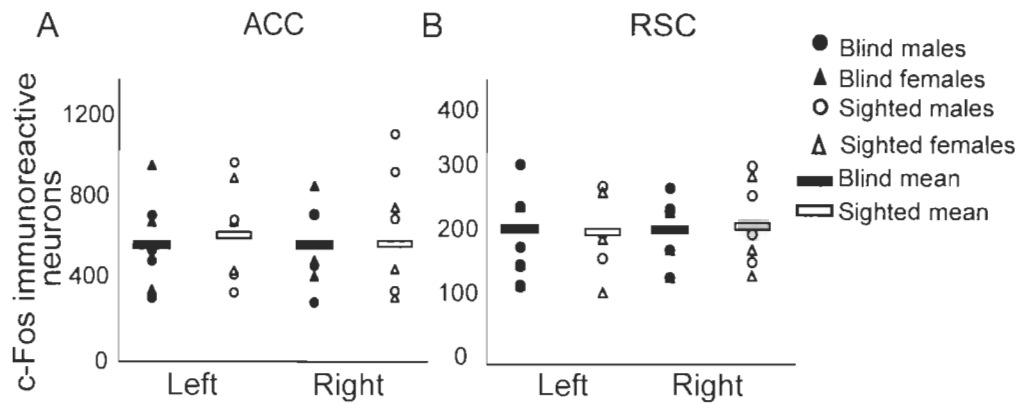 A
ACC
B
RSC
c-Fos immunoreactive
neurons
1200
800
400
0
Left
Right
400
300
200
100
0
Left
Right
Blind males
Blind females
Sighted males
Sighted females
Blind mean
Sighted mean